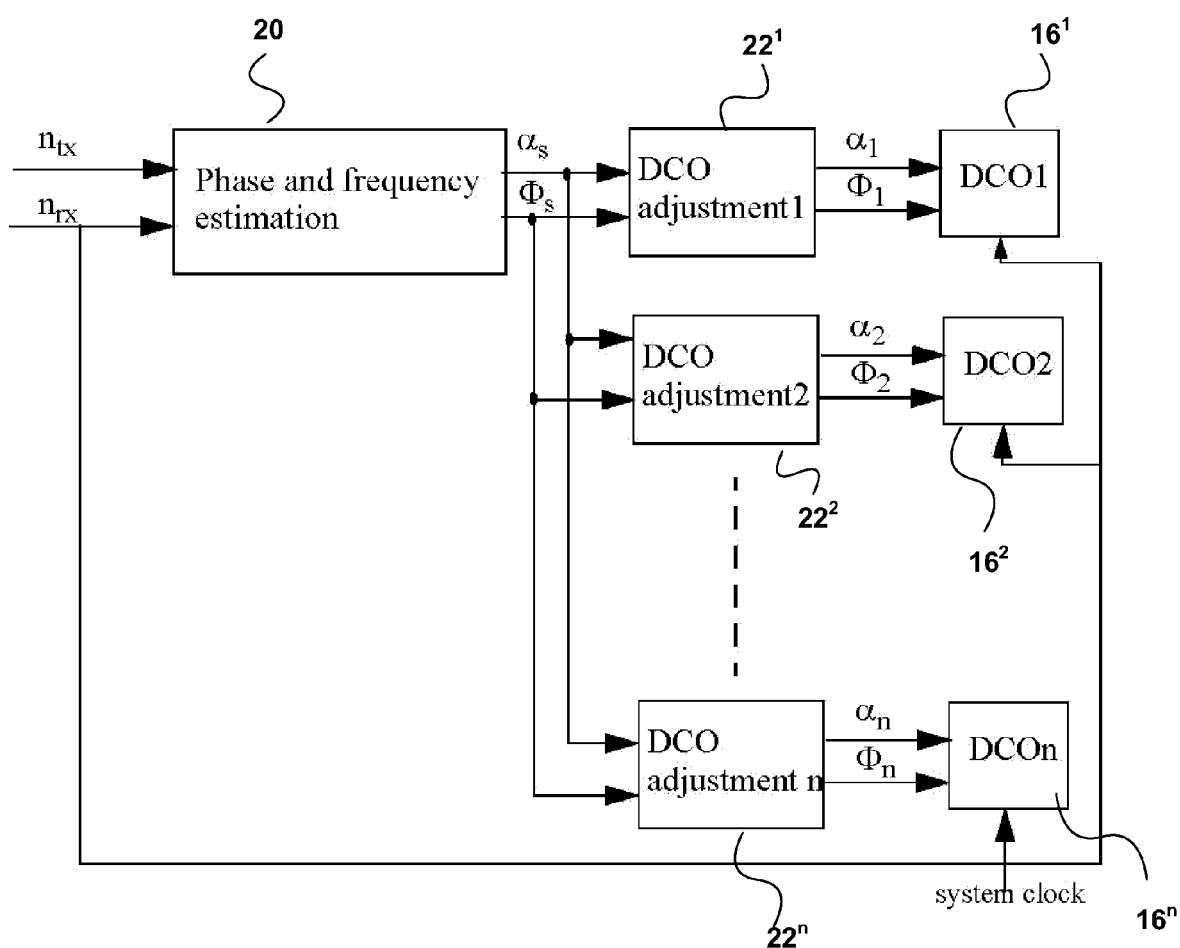 20
22¹
16¹
n_tx
n_rx
Phase and frequency
estimation
α_s
Φ_s
DCO
adjustment1
α_1
Φ_1
DCO1
DCO
adjustment2
α_2
Φ_2
DCO2
22²
16²
DCO
adjustment n
α_n
Φ_n
DCOn
system clock
22ⁿ
16ⁿ